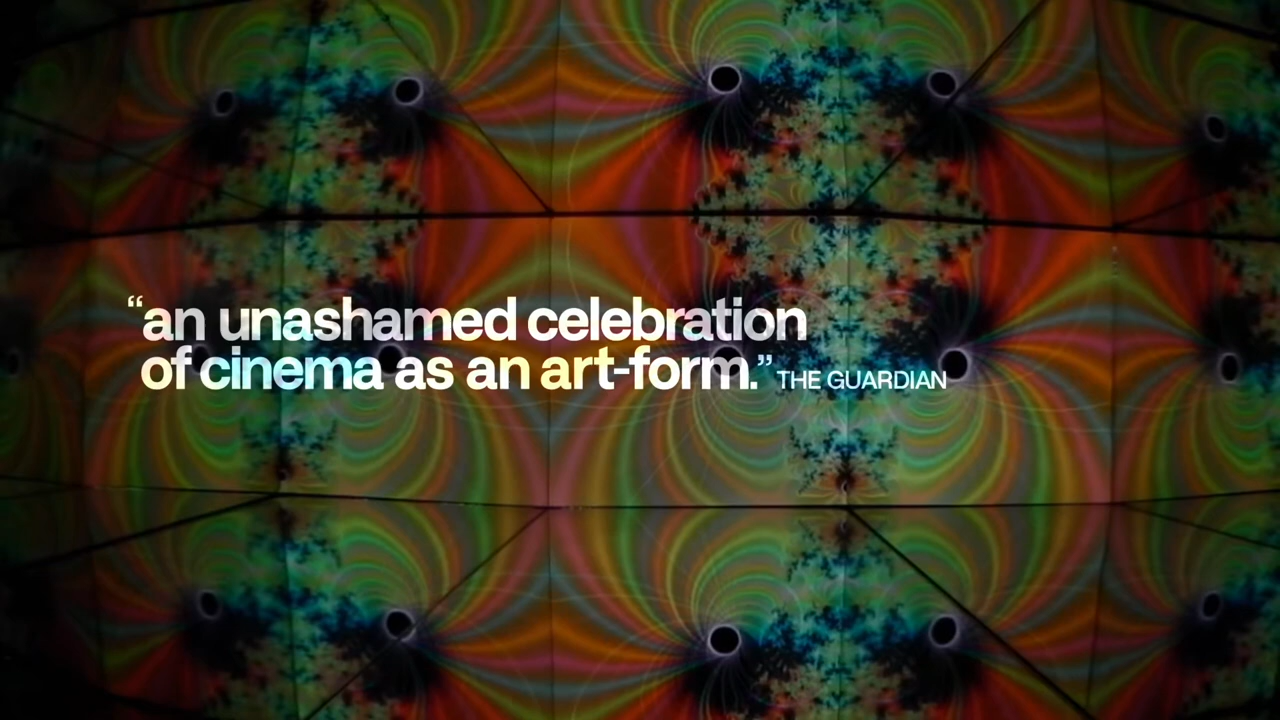 “an unashamed celebration
of cinema as an art-form.” THE GUARDIAN